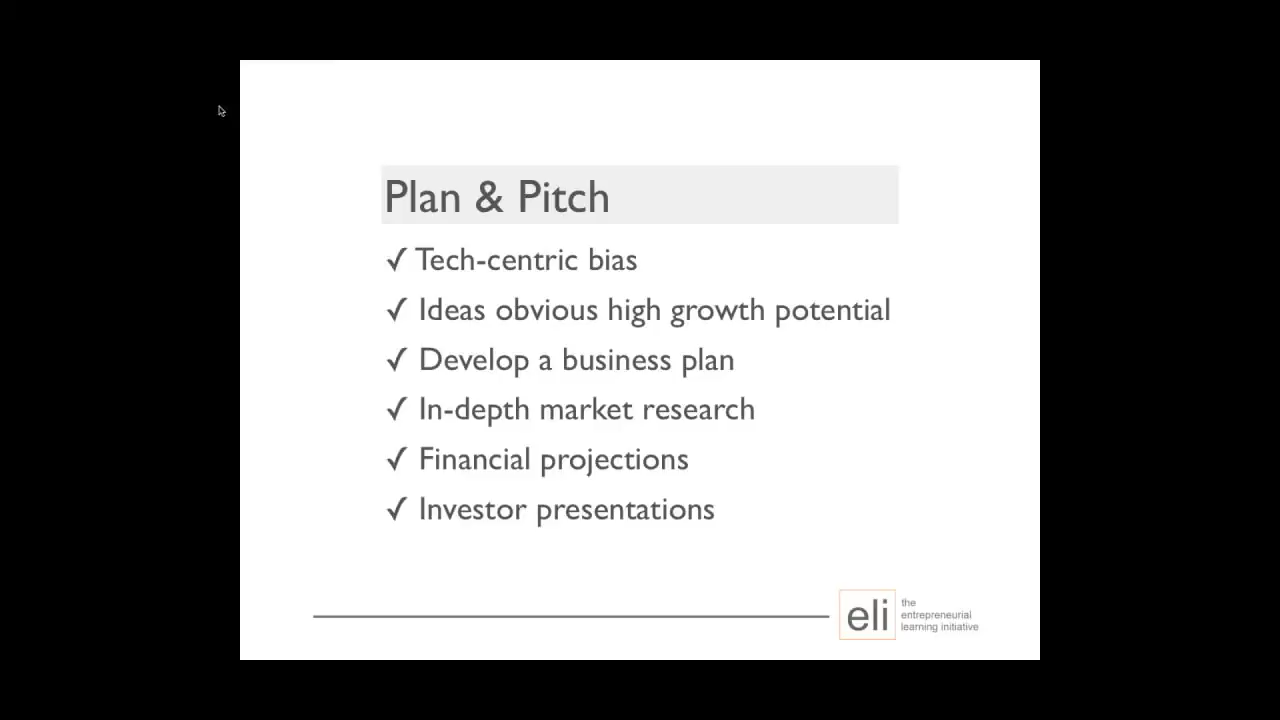 Plan & Pitch
✓ Tech-centric bias
✓ Ideas obvious high growth potential
✓ Develop a business plan
✓ In-depth market research
✓ Financial projections
✓ Investor presentations
eli
the
entrepreneurial
learning initiative